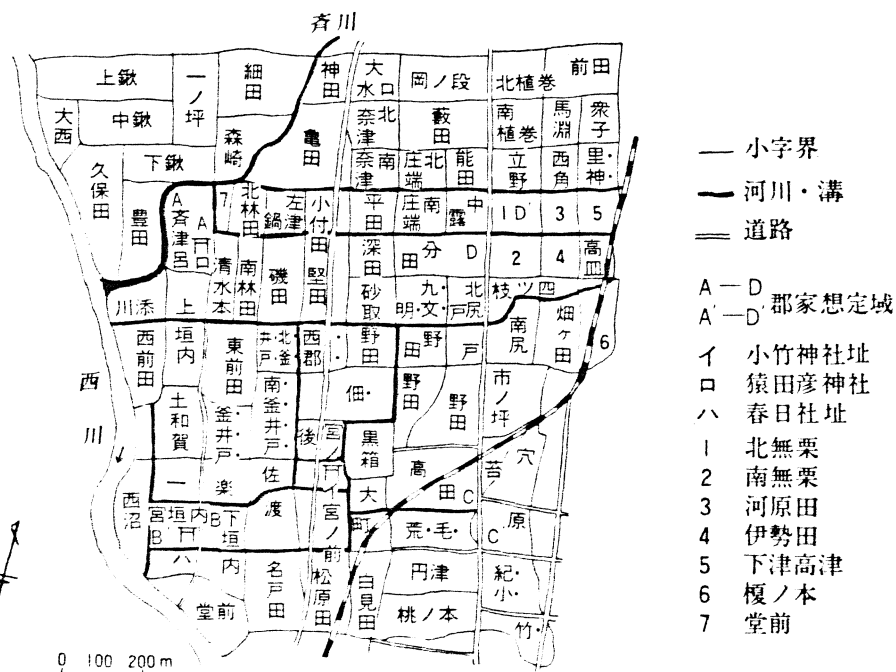 斉川
上鍬
一ノ坪
細田
神田
大水口
岡ノ段
北植巻
前田
大西
中鍬
森崎
亀田
北奈津
藪田
南植巻
馬淵
衆子
久保田
下鍬
南奈津
北庄端
能田
立野
西角
里・神・
豊田
A
斉津呂
A'
口
7
北林田
左津鍋
小付田
平田
南庄端
中露
1
D'
3
5
清水本
南林田
磯田
堅田
深田
分田
D
2
4
高皿
添川
上垣内
砂取
九・文・明・
北尻戸
四ツ枝
西前田
東前田
北・釜・井戸・
西郡
野田
野田
戸
南尻
畑ヶ田
6
西川
土和賀
釜・井戸・
南・釜・井戸・
佃・
後
宮ノ
黒箱
野田
野田
市ノ坪
西沼
一楽
佐渡
イ
宮ノ前
大町
高田
C
苔
穴
宮垣内
B
B'
下垣内
ハ
荒・毛・
C'
原
堂前
名戸田
松原田
白見田
円津
紀・小・竹・
桃ノ本
0 100 200m
小字界
河川・溝
道路
A―D
A'―D' 郡家想定域
イ 小竹神社址
ロ 猿田彦神社
ハ 春日社址
1 北無栗
2 南無栗
3 河原田
4 伊勢田
5 下津高津
6 榎ノ本
7 堂前